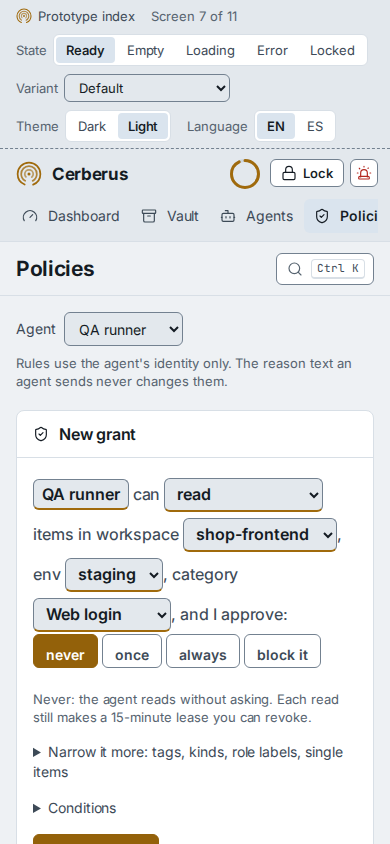 Prototype index Screen 7 of 11
State Ready Empty Loading Error Locked
Variant Default
Theme Dark Light Language EN ES
Cerberus Lock
Dashboard Vault Agents Polici
Policies Ctrl K
Agent QA runner
Rules use the agent's identity only. The reason text an
agent sends never changes them.
New grant
QA runner can read
items in workspace shop-frontend ,
env staging , category
Web login , and I approve:
never once always block it
Never: the agent reads without asking. Each read
still makes a 15-minute lease you can revoke.
Narrow it more: tags, kinds, role labels, single
items
Conditions